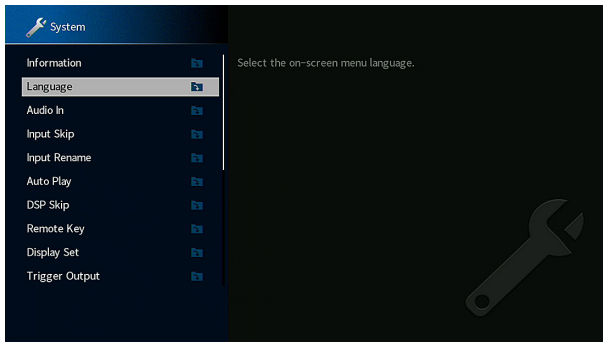 System
Information
Language
Select the on-screen menu language.
Audio In
Input Skip
Input Rename
Auto Play
DSP Skip
Remote Key
Display Set
Trigger Output